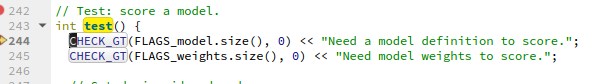 242 // Test: score a model.
243 int test() {
244 CHECK_GT(FLAGS_model.size(), 0) << "Need a model definition to score.";
245 CHECK_GT(FLAGS_weights.size(), 0) << "Need model weights to score.";
246